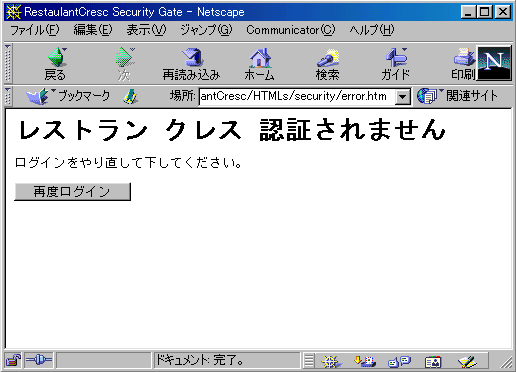 RestaulantCresc Security Gate - Netscape
ファイル(F) 編集(E) 表示(V) ジャンプ(G) Communicator(C) ヘルプ(H)
戻る 次 再読み込み ホーム 検索 ガイド 印刷 N
ブックマーク 場所: antCresc/HTMLs/security/error.htm 関連サイト
レストラン クレス 認証されません
ログインをやり直して下してください。
再度ログイン
ドキュメント: 完了。